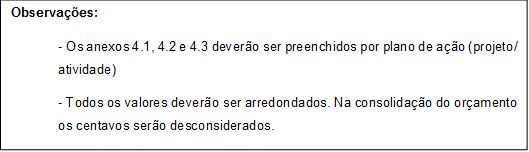 Observações:
- Os anexos 4.1, 4.2 e 4.3 deverão ser preenchidos por plano de ação (projeto/
atividade)
- Todos os valores deverão ser arredondados. Na consolidação do orçamento
os centavos serão desconsiderados.